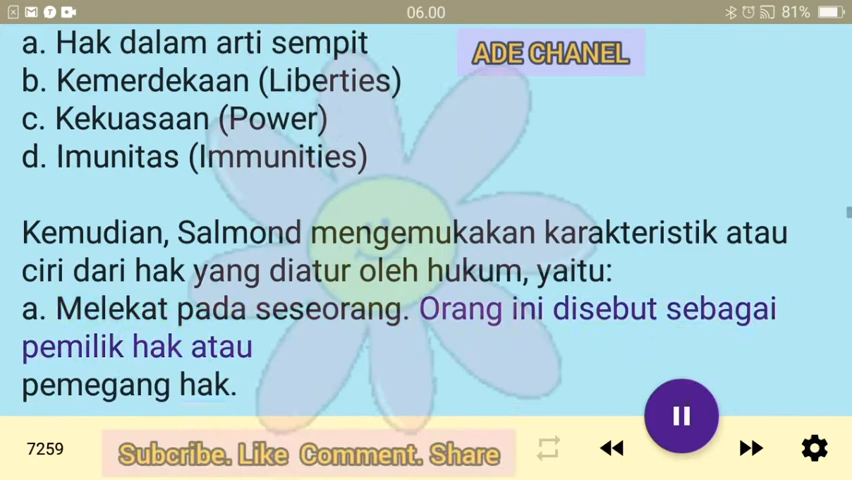 06.00
81%
a. Hak dalam arti sempit
ADE CHANEL
b. Kemerdekaan (Liberties)
c. Kekuasaan (Power)
d. Imunitas (Immunities)
Kemudian, Salmond mengemukakan karakteristik atau
ciri dari hak yang diatur oleh hukum, yaitu:
a. Melekat pada seseorang. Orang ini disebut sebagai
pemilik hak atau
pemegang hak.
7259
Subcribe. Like Comment. Share